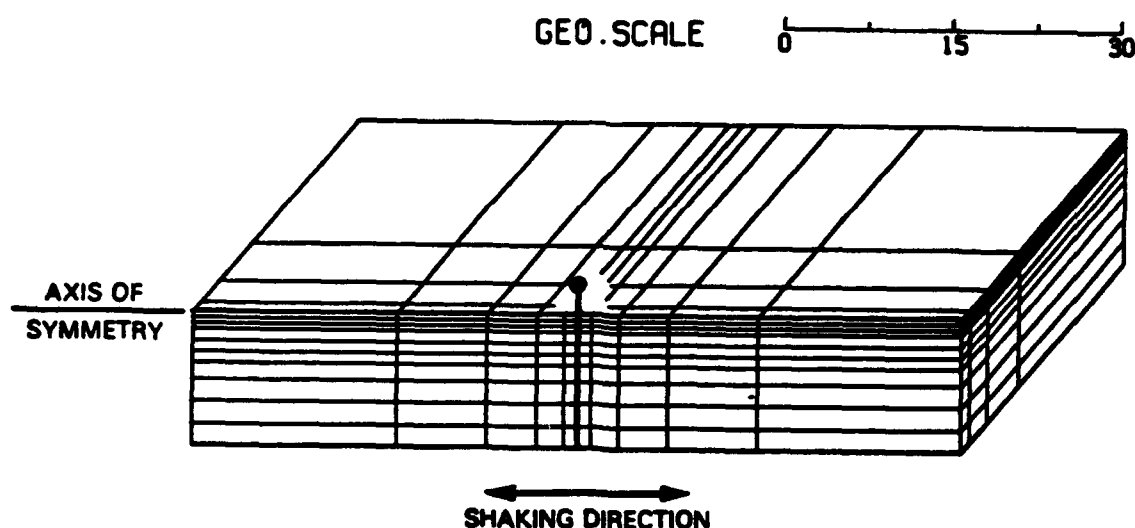 GEO.SCALE
0 15 30
AXIS OF
SYMMETRY
SHAKING DIRECTION